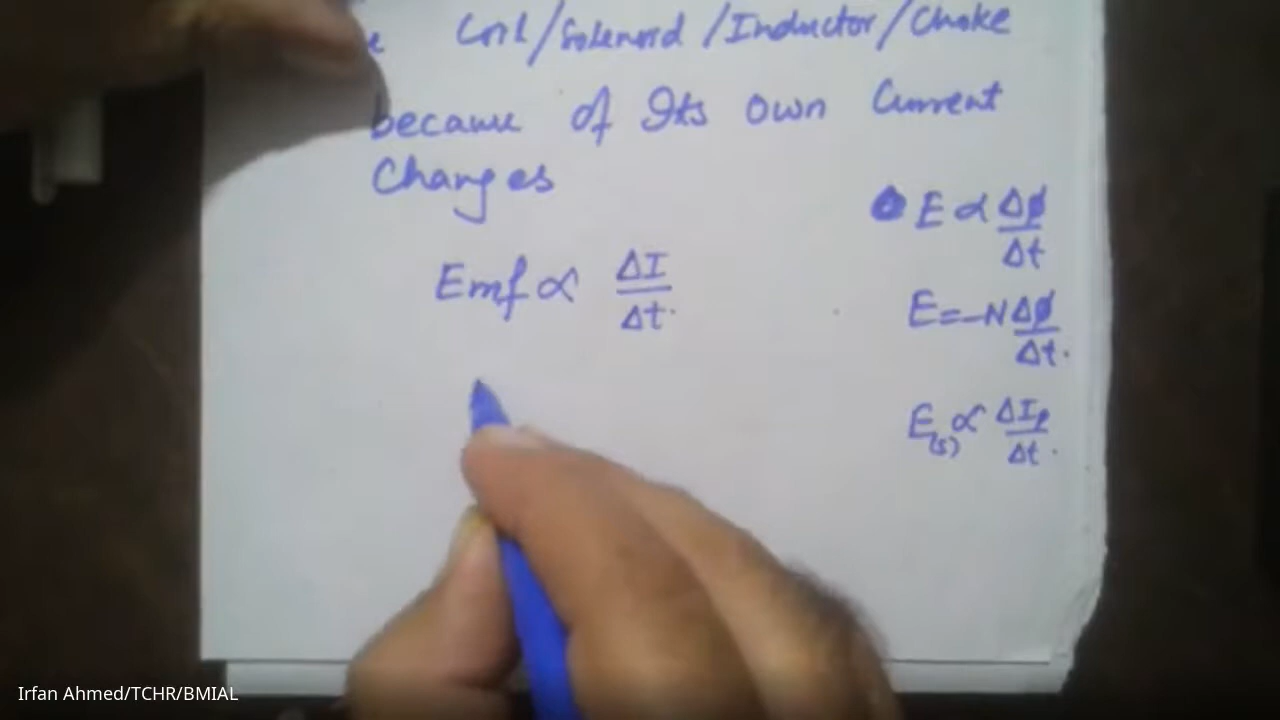 Coil/Solenoid/Inductor/Choke
because of Its own Current
Changes
Emf ∝ ΔI/Δt.
E ∝ Δϕ/Δt
E=-NΔϕ/Δt.
E(s) ∝ ΔIp/Δt.
Irfan Ahmed/TCHR/BMIAL